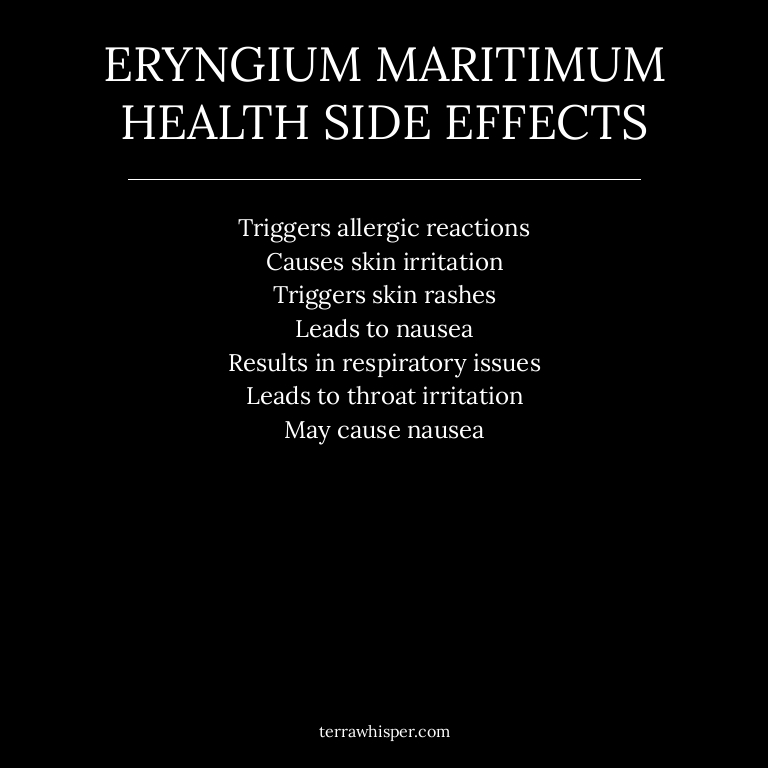 ERYNGIUM MARITIMUM
HEALTH SIDE EFFECTS
Triggers allergic reactions
Causes skin irritation
Triggers skin rashes
Leads to nausea
Results in respiratory issues
Leads to throat irritation
May cause nausea
terrawhisper.com